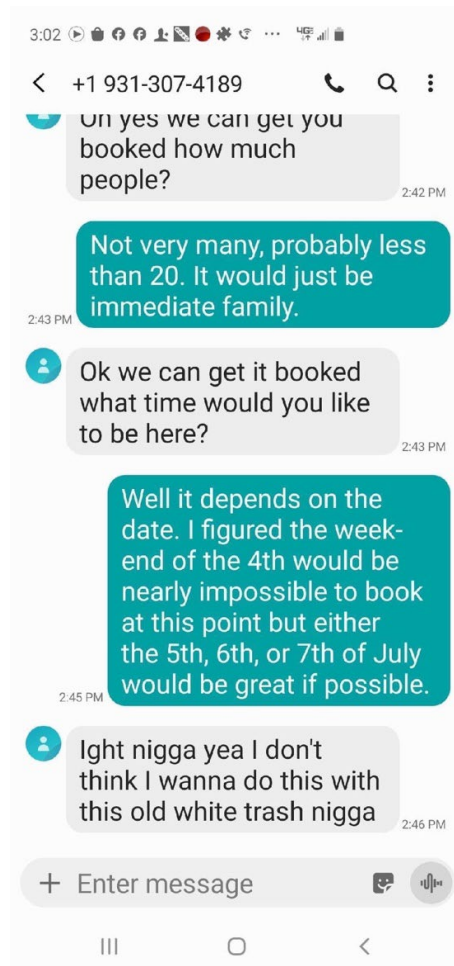 3:02
4GE
+1 931-307-4189
Oh yes we can get you
booked how much
people?
2:42 PM
Not very many, probably less
than 20. It would just be
immediate family.
2:43 PM
Ok we can get it booked
what time would you like
to be here?
2:43 PM
Well it depends on the
date. I figured the week-
end of the 4th would be
nearly impossible to book
at this point but either
the 5th, 6th, or 7th of July
would be great if possible.
2:45 PM
Ight nigga yea I don't
think I wanna do this with
this old white trash nigga
2:46 PM
Enter message